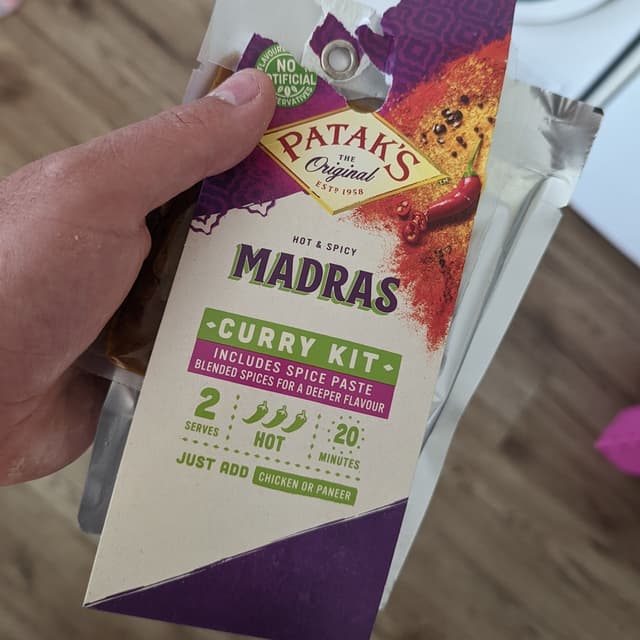 NO
ARTIFICIAL
PATAK'S
THE
Original
ESTD 1958
HOT & SPICY
MADRAS
CURRY KIT
INCLUDES SPICE PASTE
BLENDED SPICES FOR A DEEPER FLAVOUR
2
SERVES
HOT
20
MINUTES
JUST ADD CHICKEN OR PANEER